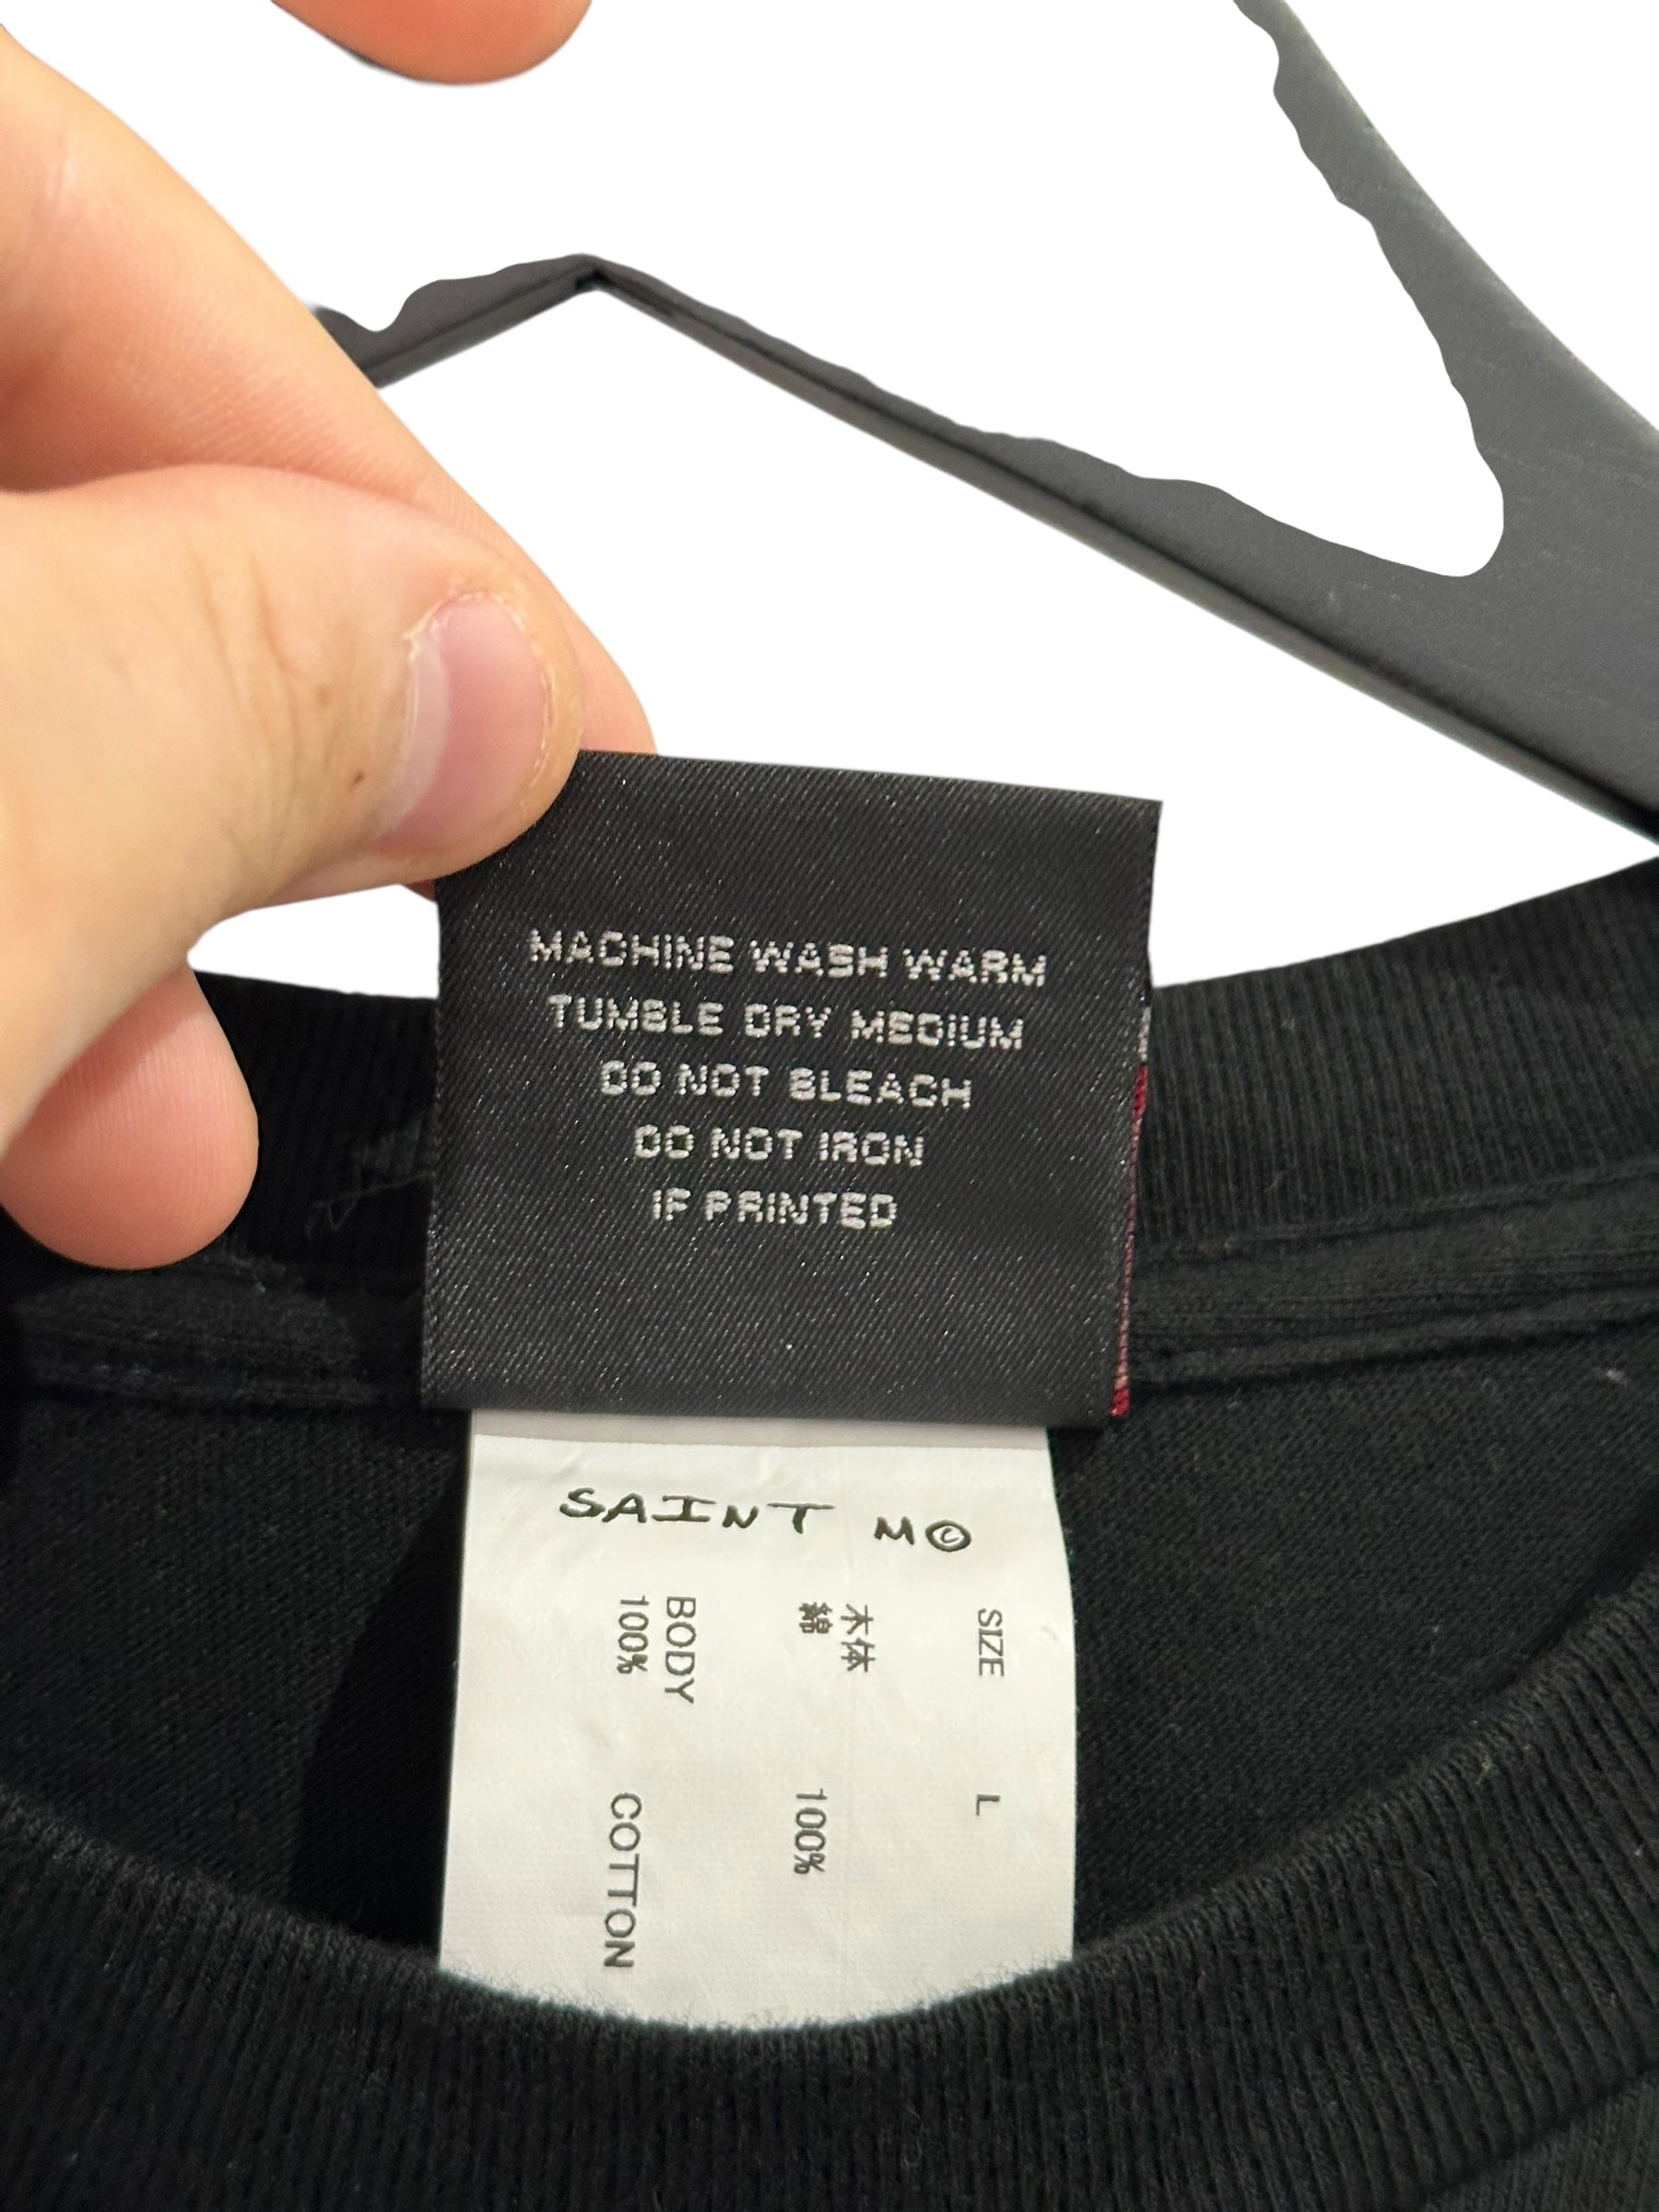 MACHINE WASH WARM
TUMBLE DRY MEDIUM
DO NOT BLEACH
DO NOT IRON
IF PRINTED
SAINT M©
SIZE L
木体
綿 100%
BODY
100% COTTON